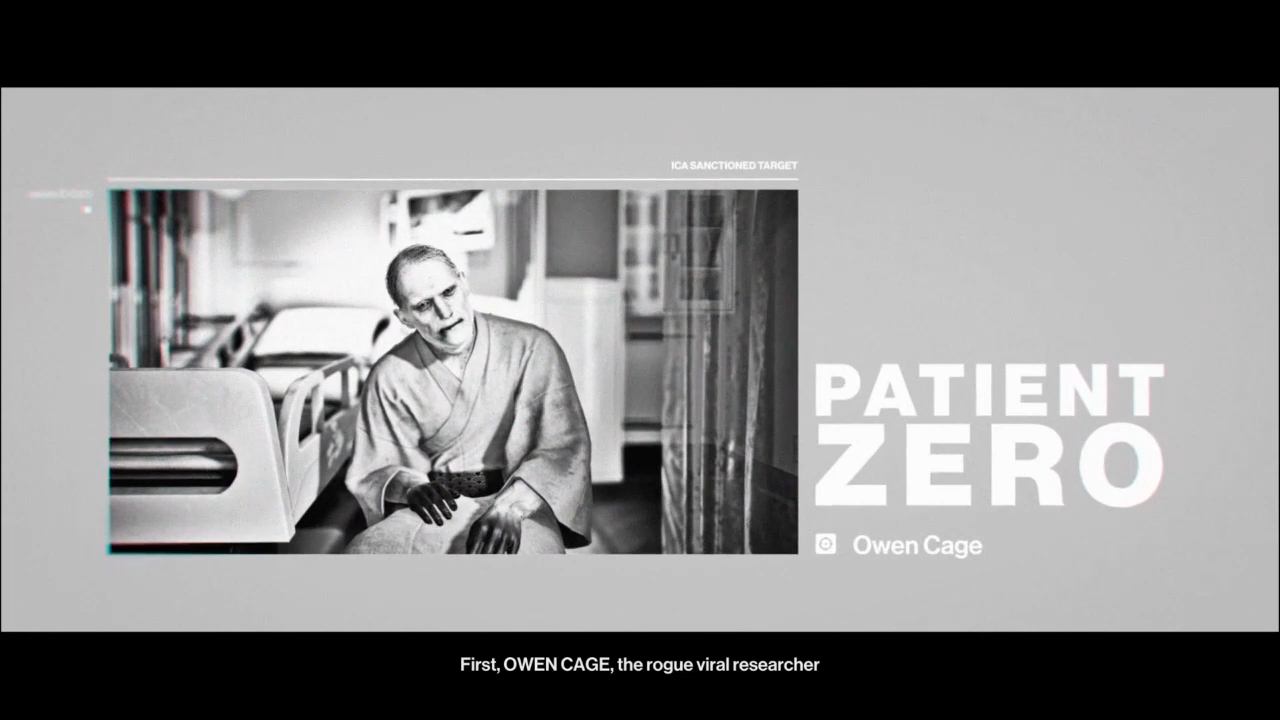 ICA SANCTIONED TARGET
PATIENT
ZERO
Owen Cage
First, OWEN CAGE, the rogue viral researcher